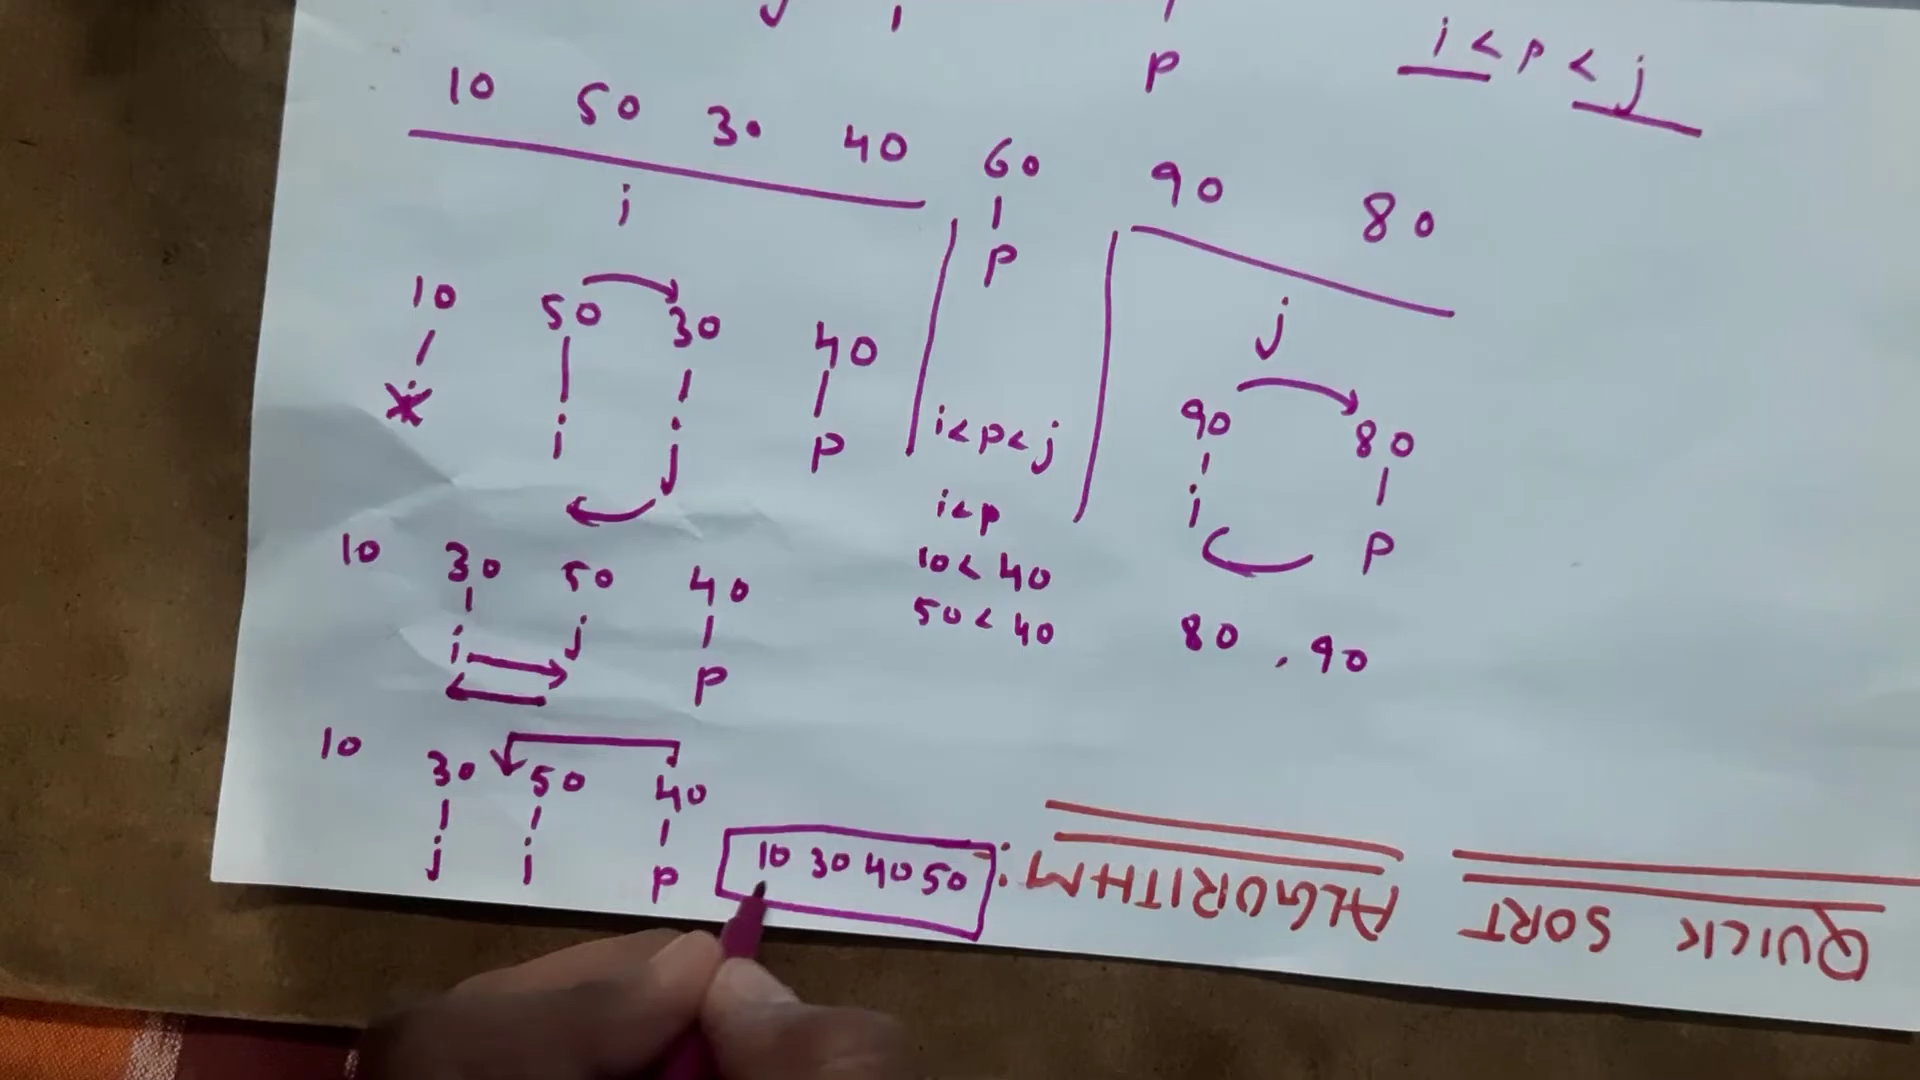 i < p < j
p
10 50 30 40 60 90 80
i
p
j
10 50 30 40
i j p
i<p<j
i<p
10< 40
50< 40
90 80
i p
80, 90
10 30 50 40
i j p
10 30 50 40
j i p
10 30 40 50
QUICK SORT ALGORITHM: